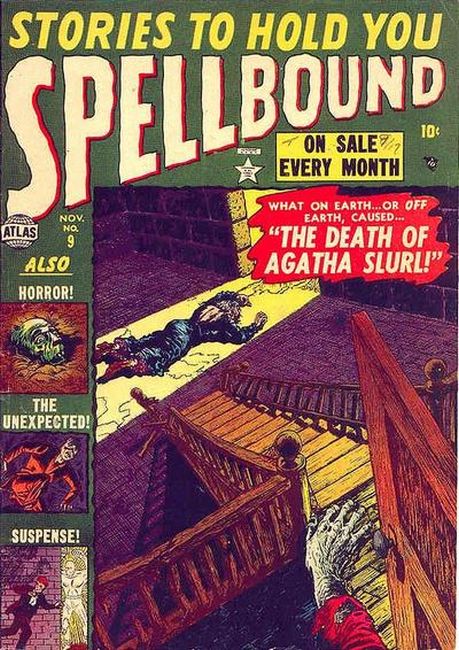 STORIES TO HOLD YOU
SPELLBOUND
10¢
ON SALE
EVERY MONTH
ATLAS
NOV.
NO.
9
WHAT ON EARTH...OR OFF
EARTH, CAUSED...
"THE DEATH OF
AGATHA SLURL!"
ALSO
HORROR!
THE
UNEXPECTED!
SUSPENSE!